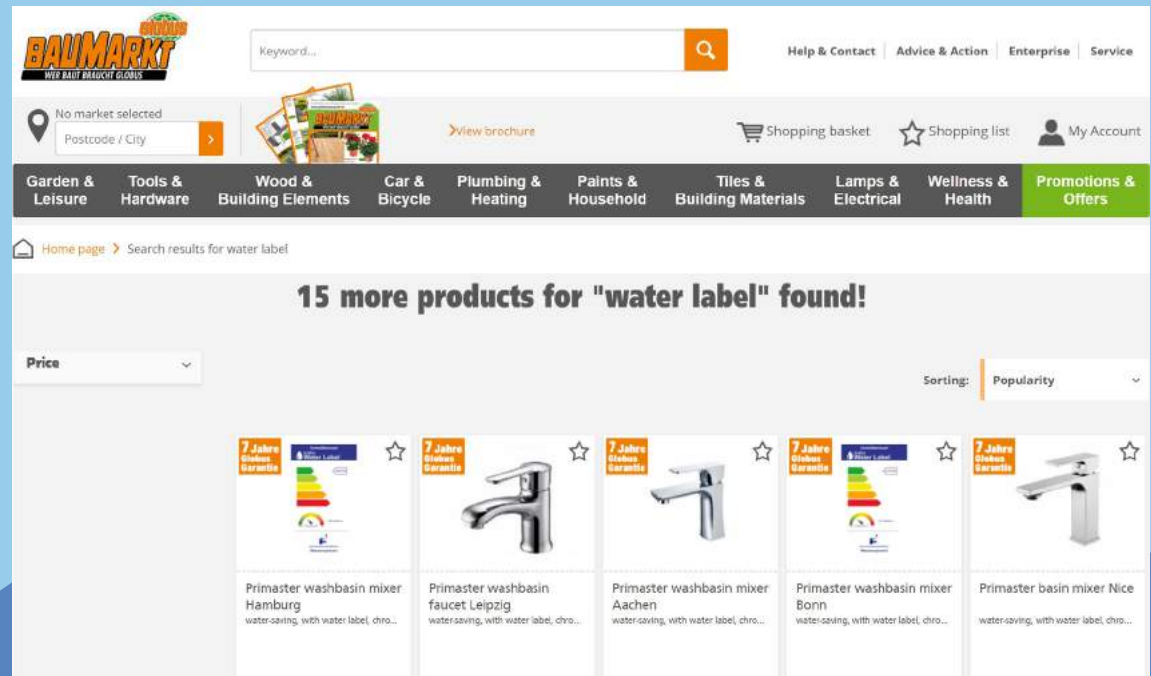 GLOBUS
BAUMARKT
WER BAUT BRAUCHT GLOBUS
Keyword...
Help & Contact
Advice & Action
Enterprise
Service
No market selected
Postcode / City
BAUMARKT
View brochure
Shopping basket
Shopping list
My Account
Garden &
Leisure
Tools &
Hardware
Wood &
Building Elements
Car &
Bicycle
Plumbing &
Heating
Paints &
Household
Tiles &
Building Materials
Lamps &
Electrical
Wellness &
Health
Promotions &
Offers
Home page
Search results for water label
15 more products for "water label" found!
Price
Sorting:
Popularity
7 Jahre
Globus
Garantie
Water Label
7 Jahre
Globus
Garantie
7 Jahre
Globus
Garantie
7 Jahre
Globus
Garantie
Water Label
7 Jahre
Globus
Garantie
Primaster washbasin mixer
Hamburg
water-saving, with water label, chro...
Primaster washbasin
faucet Leipzig
water-saving, with water label, chro...
Primaster washbasin mixer
Aachen
water-saving, with water label, chro...
Primaster washbasin mixer
Bonn
water-saving, with water label, chro...
Primaster basin mixer Nice
water-saving, with water label, chro...